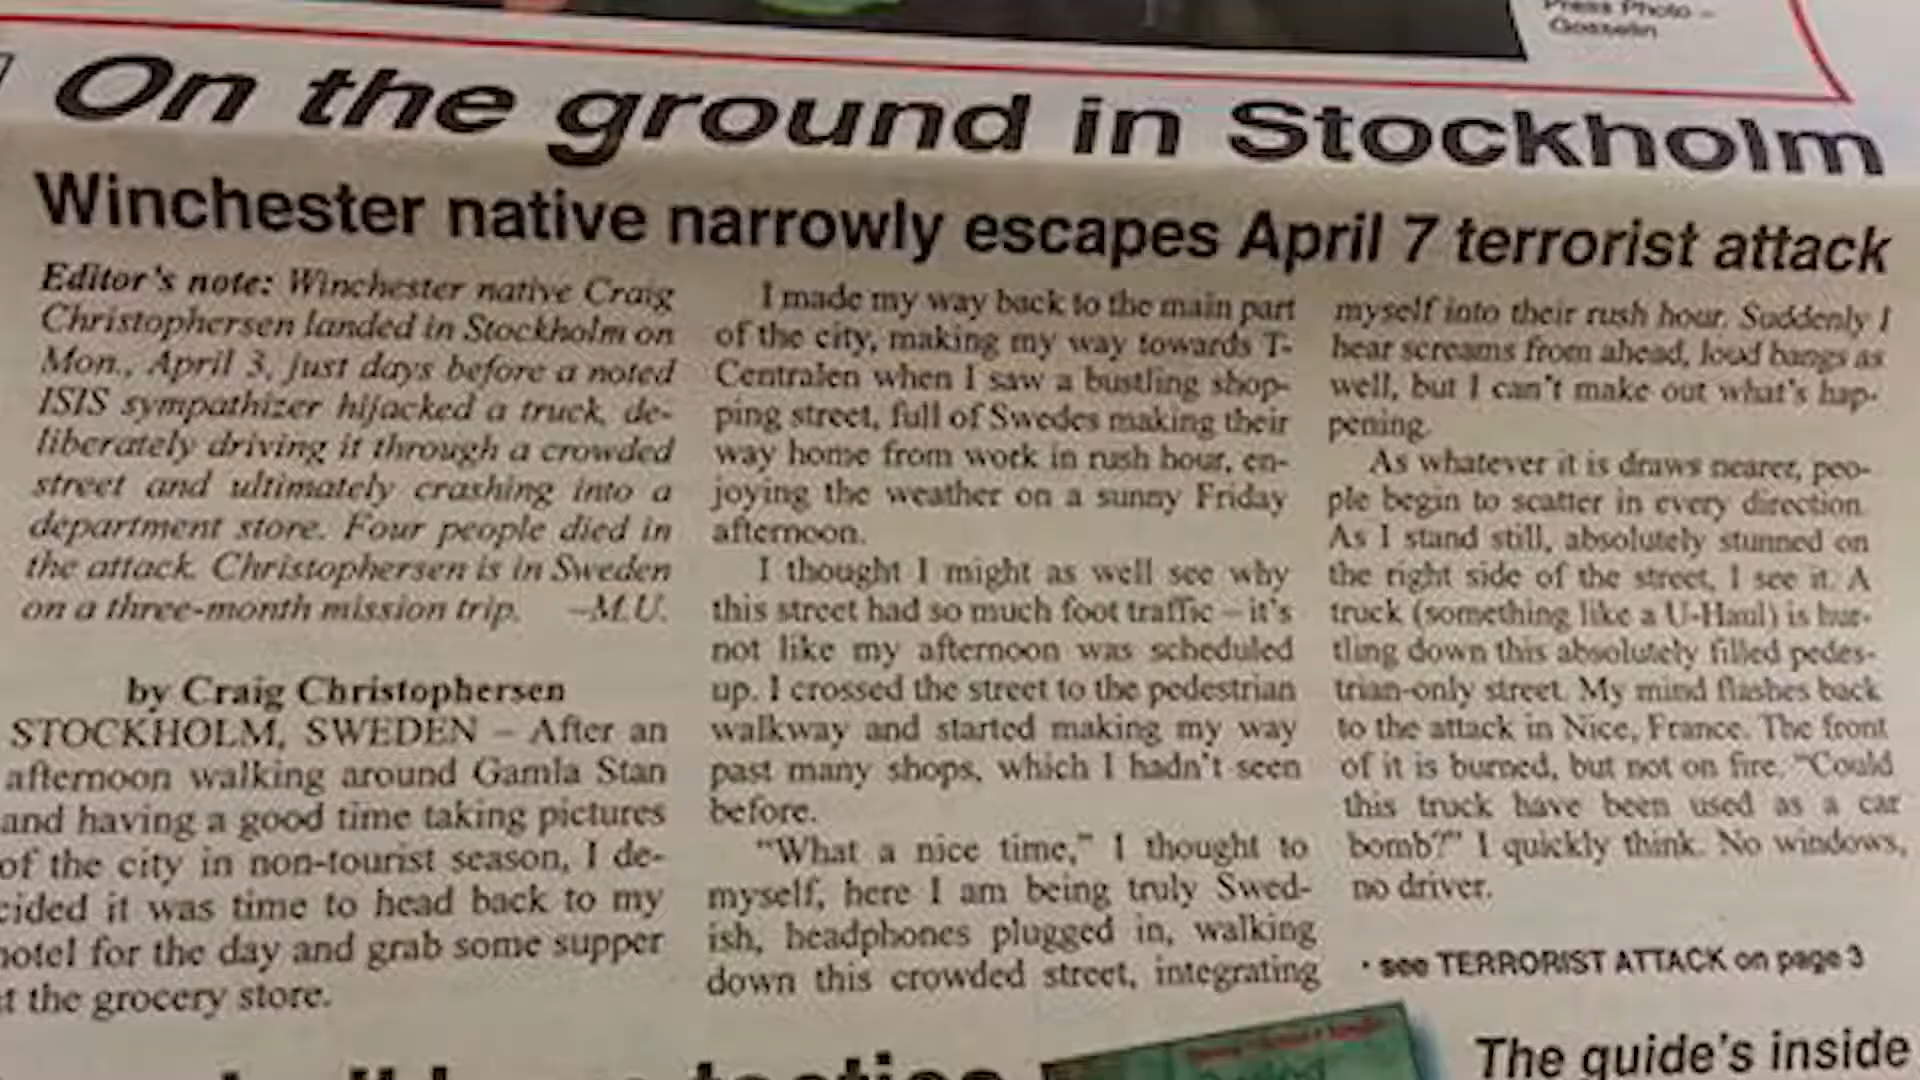 Press Photo –
Gosselin
On the ground in Stockholm
Winchester native narrowly escapes April 7 terrorist attack
Editor's note: Winchester native Craig
Christophersen landed in Stockholm on
Mon., April 3, just days before a noted
ISIS sympathizer hijacked a truck, de-
liberately driving it through a crowded
street and ultimately crashing into a
department store. Four people died in
the attack. Christophersen is in Sweden
on a three-month mission trip. –M.U.
by Craig Christophersen
STOCKHOLM, SWEDEN – After an
afternoon walking around Gamla Stan
and having a good time taking pictures
of the city in non-tourist season, I de-
cided it was time to head back to my
hotel for the day and grab some supper
at the grocery store.
I made my way back to the main part
of the city, making my way towards T-
Centralen when I saw a bustling shop-
ping street, full of Swedes making their
way home from work in rush hour, en-
joying the weather on a sunny Friday
afternoon.
I thought I might as well see why
this street had so much foot traffic – it's
not like my afternoon was scheduled
up. I crossed the street to the pedestrian
walkway and started making my way
past many shops, which I hadn't seen
before.
"What a nice time," I thought to
myself, here I am being truly Swed-
ish, headphones plugged in, walking
down this crowded street, integrating
myself into their rush hour. Suddenly I
hear screams from ahead, loud bangs as
well, but I can't make out what's hap-
pening.
As whatever it is draws nearer, peo-
ple begin to scatter in every direction.
As I stand still, absolutely stunned on
the right side of the street, I see it. A
truck (something like a U-Haul) is hur-
tling down this absolutely filled pedes-
trian-only street. My mind flashes back
to the attack in Nice, France. The front
of it is burned, but not on fire. "Could
this truck have been used as a car
bomb?" I quickly think. No windows,
no driver.
• see TERRORIST ATTACK on page 3
The guide's inside